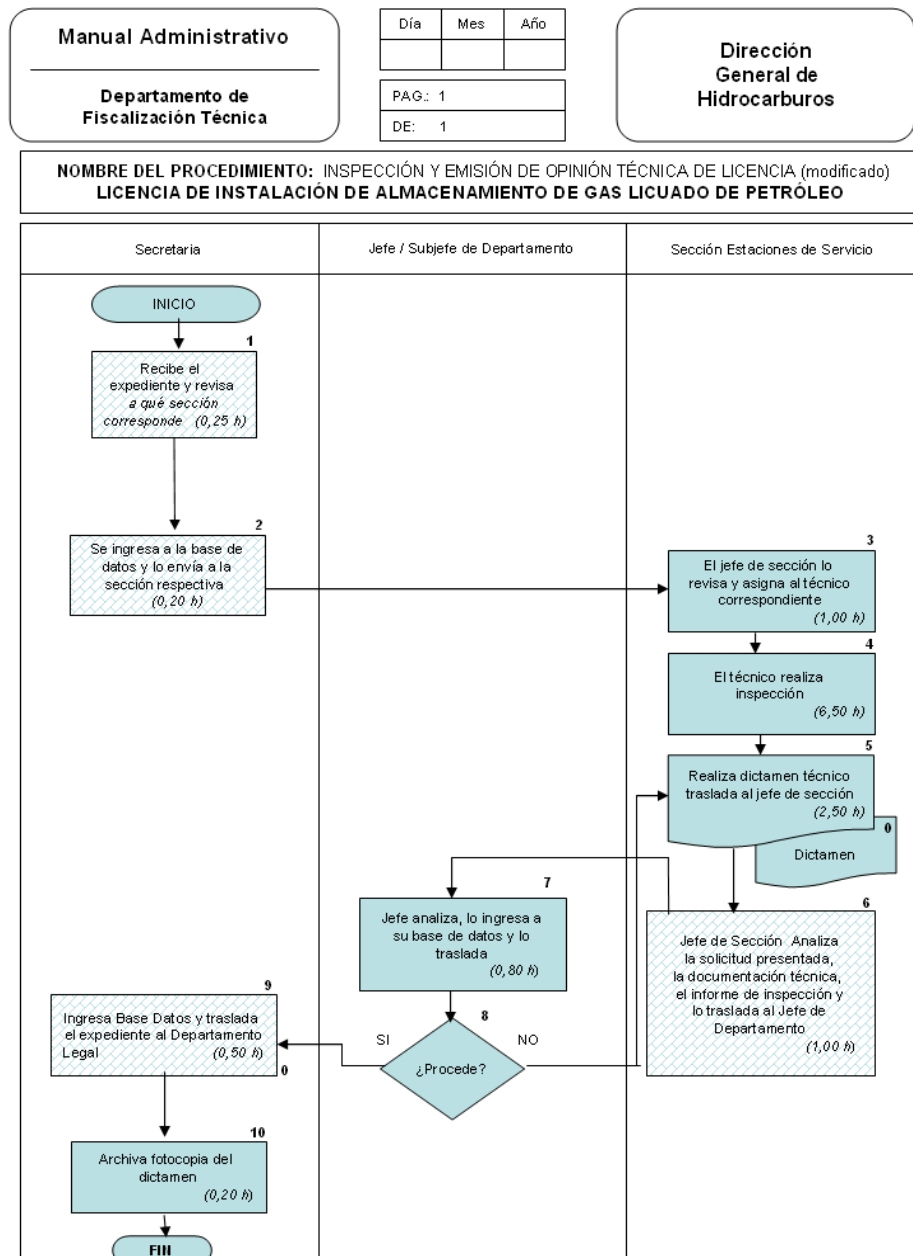 Manual Administrativo
Departamento de
Fiscalización Técnica
Día Mes Año
PAG.: 1
DE: 1
Dirección
General de
Hidrocarburos
NOMBRE DEL PROCEDIMIENTO: INSPECCIÓN Y EMISIÓN DE OPINIÓN TÉCNICA DE LICENCIA (modificado)
LICENCIA DE INSTALACIÓN DE ALMACENAMIENTO DE GAS LICUADO DE PETRÓLEO
Secretaria
Jefe / Subjefe de Departamento
Sección Estaciones de Servicio
INICIO
1
Recibe el
expediente y revisa
a qué sección
corresponde (0,25 h)
2
Se ingresa a la base de
datos y lo envía a la
sección respectiva
(0,20 h)
3
El jefe de sección lo
revisa y asigna al técnico
correspondiente
(1,00 h)
4
El técnico realiza
inspección
(6,50 h)
5
Realiza dictamen técnico
traslada al jefe de sección
(2,50 h)
0
Dictamen
6
Jefe de Sección Analiza
la solicitud presentada,
la documentación técnica,
el informe de inspección y
lo traslada al Jefe de
Departamento
(1,00 h)
7
Jefe analiza, lo ingresa a
su base de datos y lo
traslada
(0,80 h)
8
SI NO
¿Procede?
9
Ingresa Base Datos y traslada
el expediente al Departamento
Legal (0,50 h)
0
10
Archiva fotocopia del
dictamen
(0,20 h)
FIN